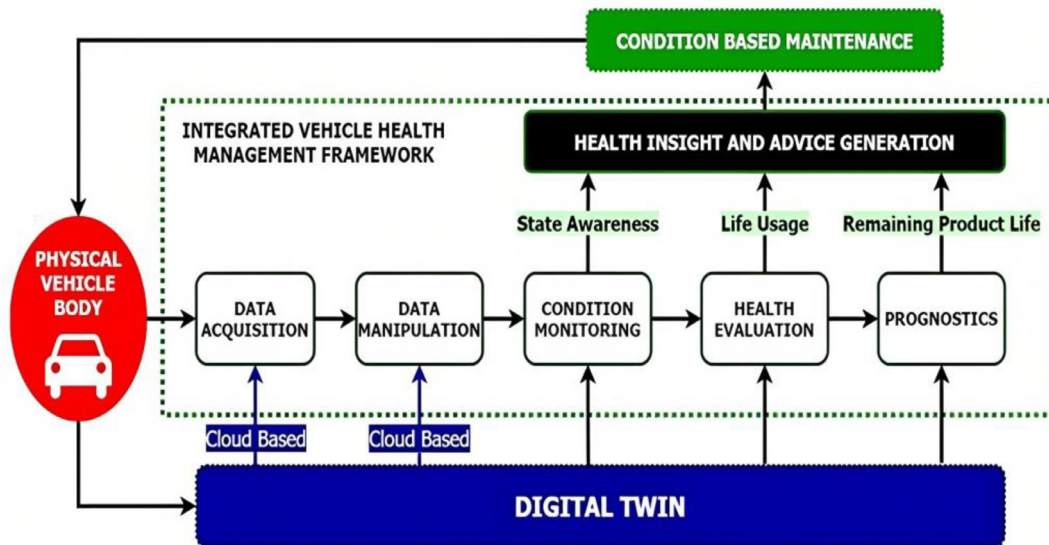 CONDITION BASED MAINTENANCE
INTEGRATED VEHICLE HEALTH
MANAGEMENT FRAMEWORK
HEALTH INSIGHT AND ADVICE GENERATION
State Awareness
Life Usage
Remaining Product Life
PHYSICAL
VEHICLE
BODY
DATA
ACQUISITION
DATA
MANIPULATION
CONDITION
MONITORING
HEALTH
EVALUATION
PROGNOSTICS
Cloud Based
Cloud Based
DIGITAL TWIN